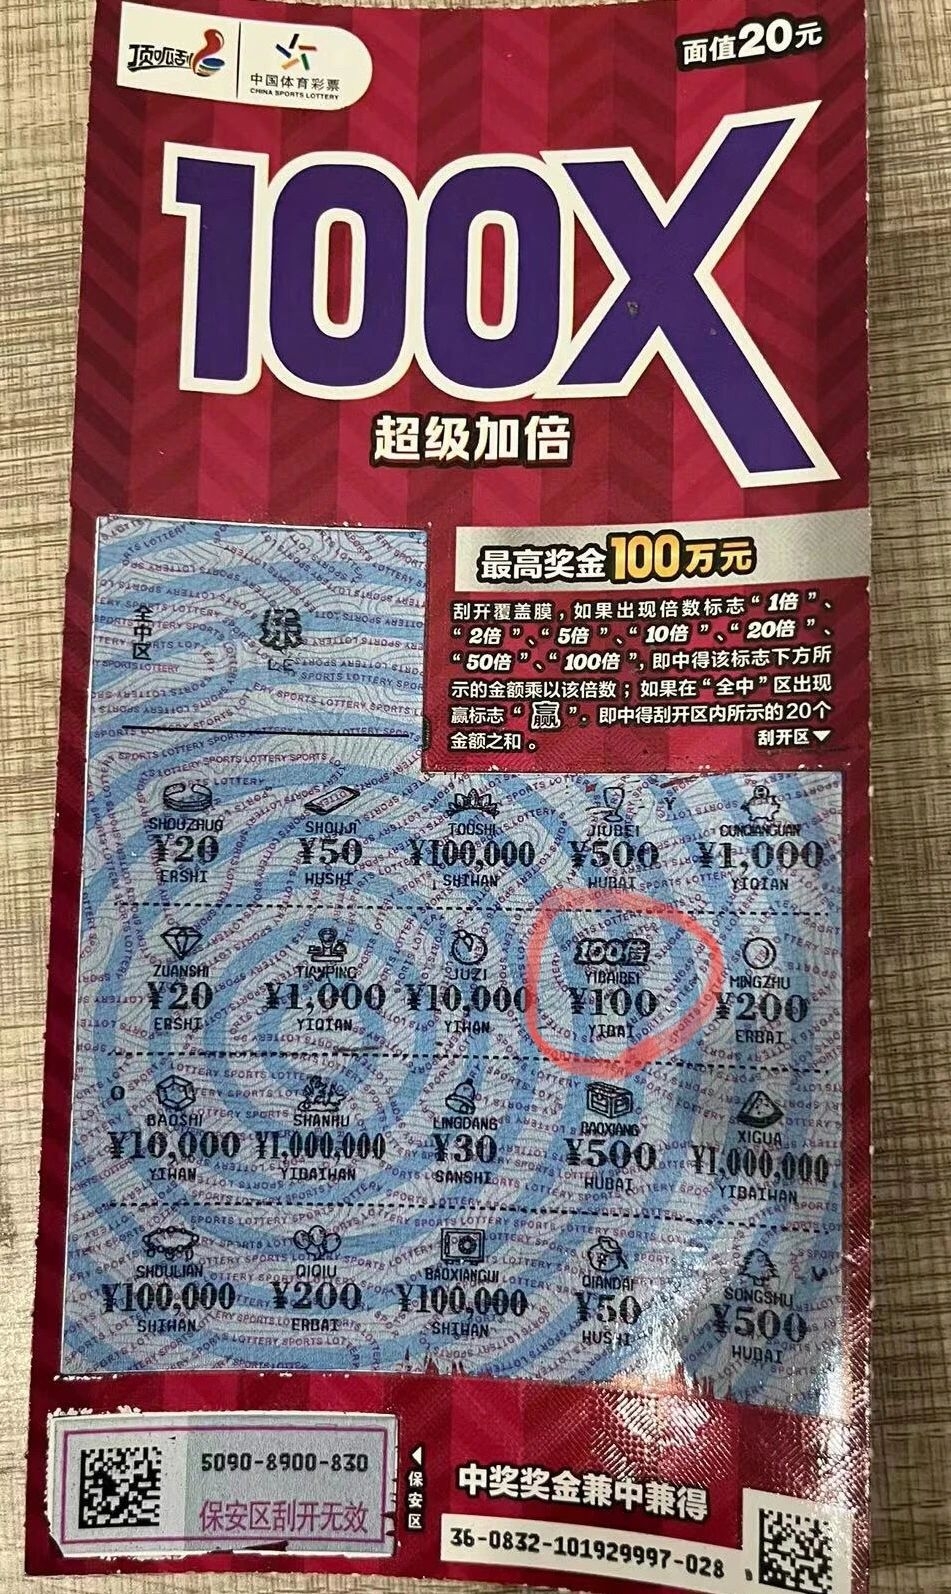 顶呱刮
中国体育彩票
CHINA SPORTS LOTTERY
面值20元
100X
超级加倍
最高奖金100万元
刮开覆盖膜，如果出现倍数标志“1倍”、
“2倍”、“5倍”、“10倍”、“20倍”、
“50倍”、“100倍”，即中得该标志下方所
示的金额乘以该倍数；如果在“全中”区出现
赢标志“赢”，即中得刮开区内所示的20个
金额之和。
刮开区▼
全中区
乐
LE
SHOUZHUO SHOUJI TOUSHI JIUBEI CUNQIANGUAN
¥20 ¥50 ¥100,000 ¥500 ¥1,000
ERSHI WUSHI SHIWAN WUBAI YIQIAN
100倍
ZUANSHI TIANPING JUZI YIBAIBEI MINGZHU
¥20 ¥1,000 ¥10,000 ¥100 ¥200
ERSHI YIQIAN YIWAN YIBAI ERBAI
BAOSHI SHANHU LINGDANG BAOXIANG XIGUA
¥10,000 ¥1,000,000 ¥30 ¥500 ¥1,000,000
YIWAN YIBAIWAN SANSHI WUBAI YIBAIWAN
SHOULIAN QIQIU BAOXIANGUI QIANDAI SONGSHU
¥100,000 ¥200 ¥100,000 ¥50 ¥500
SHIWAN ERBAI SHIWAN WUSHI WUBAI
5090-8900-830
保安区刮开无效
◀保安区
中奖奖金兼中兼得
36-0832-101929997-028